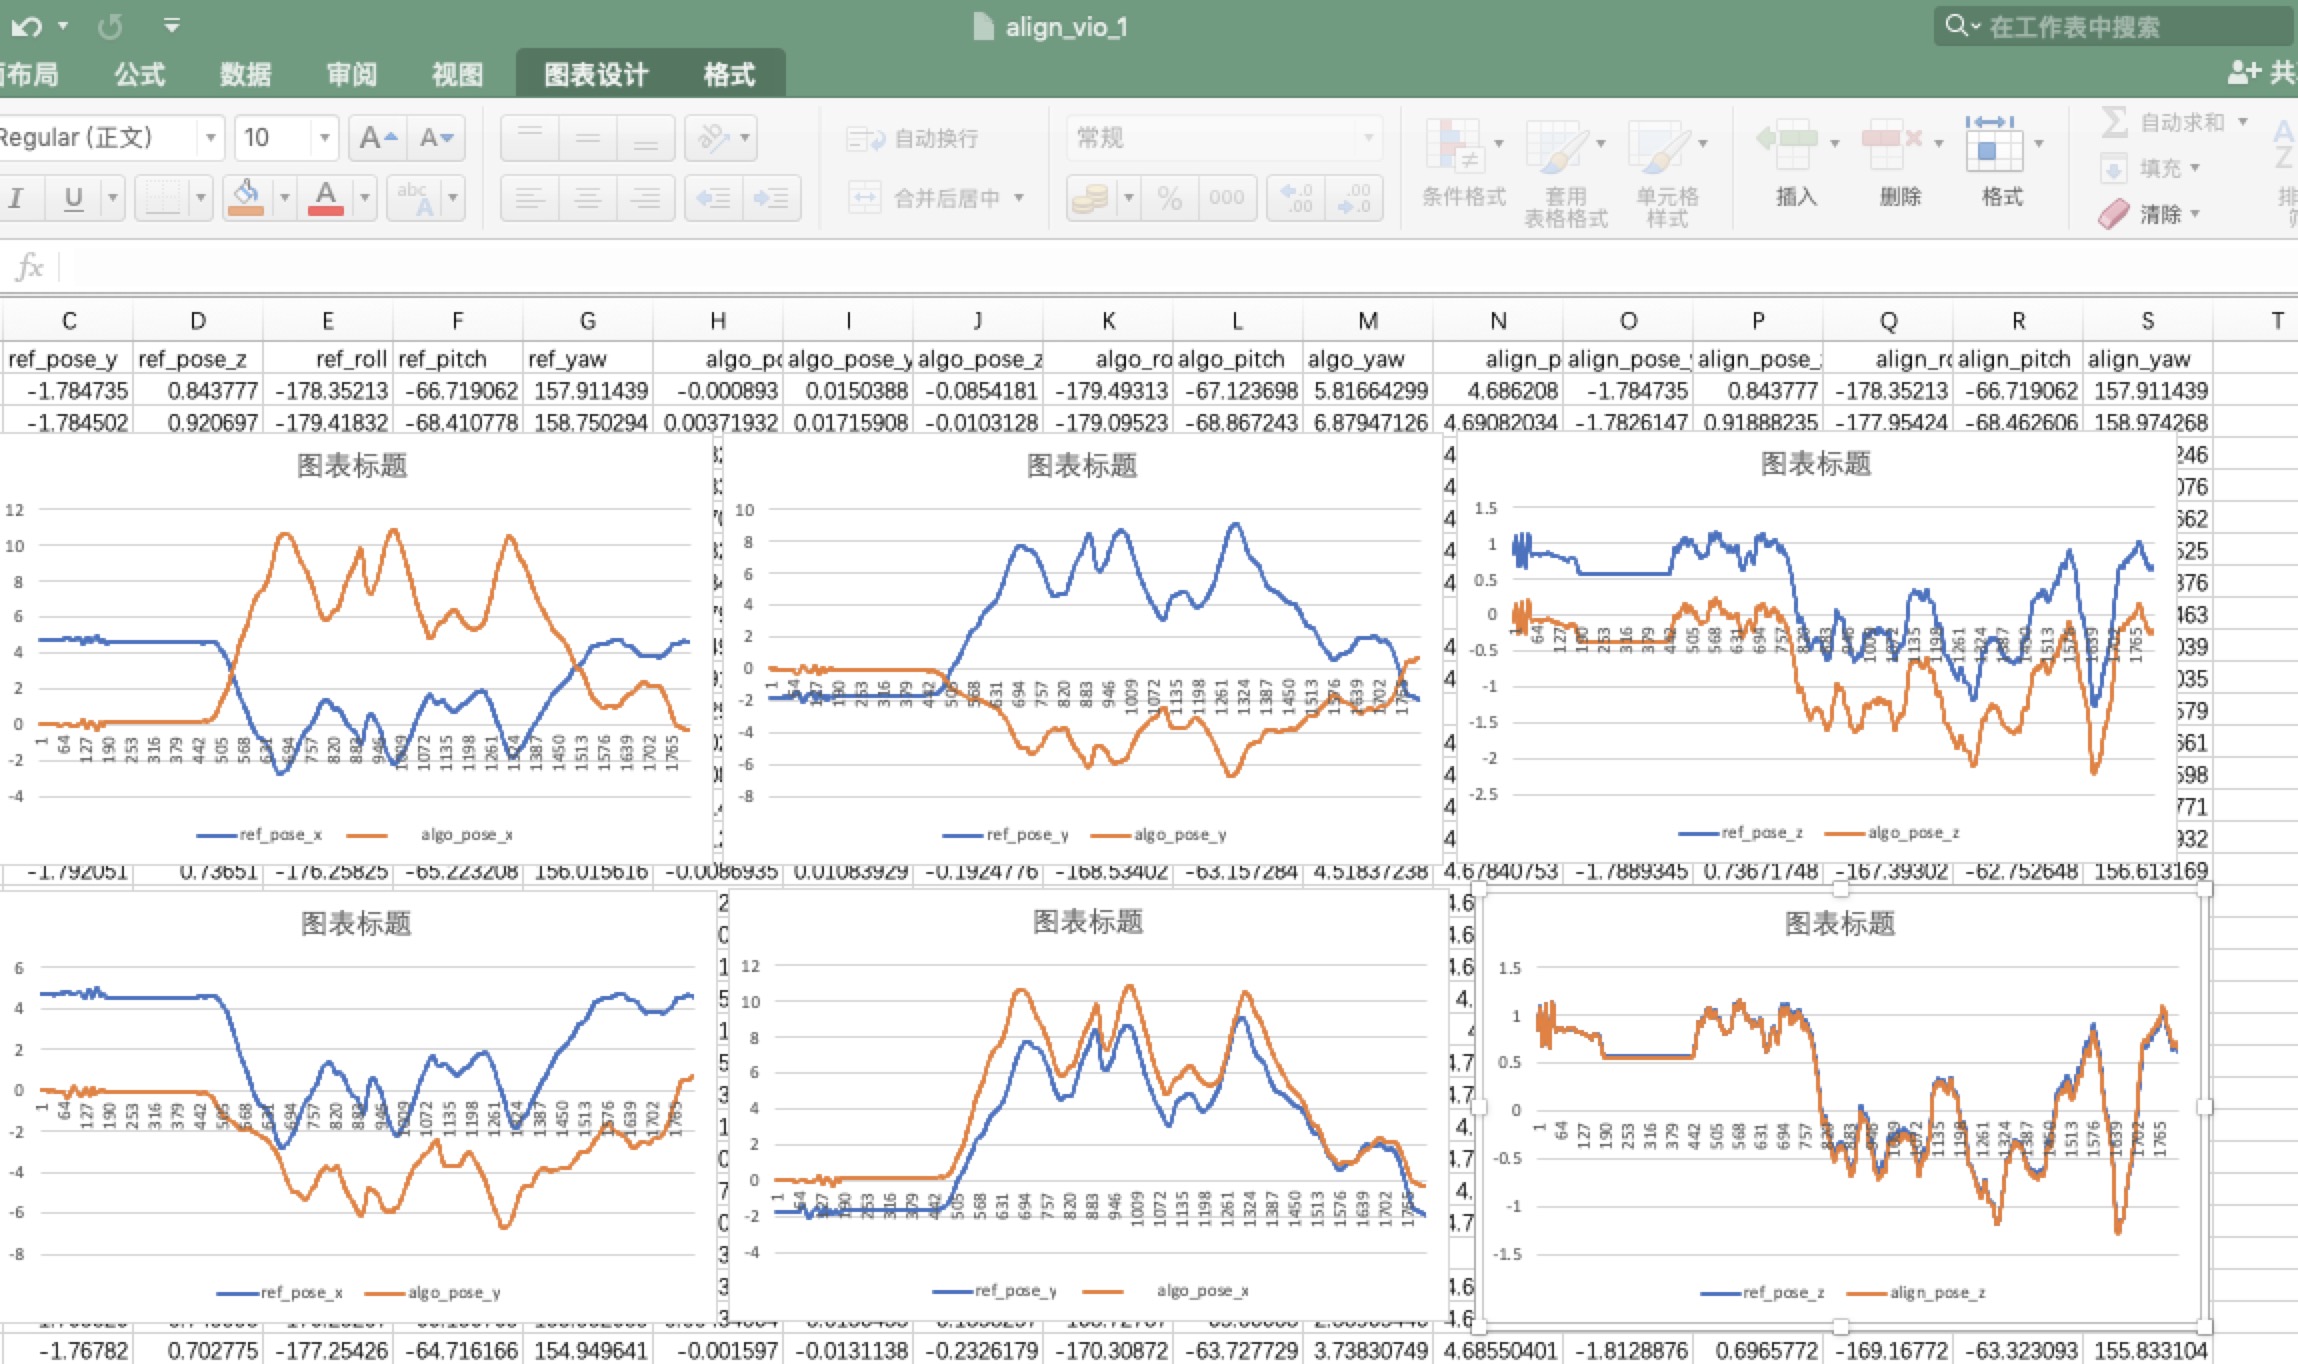 align_vio_1
在工作表中搜索
面布局 公式 数据 审阅 视图 图表设计 格式
共
Regular (正文) 10 A A 自动换行 常规 自动求和
填充
I U A abc A 合并后居中 % 000 条件格式 套用 表格格式 单元格 样式 插入 删除 格式
清除
fx
C D E F G H I J K L M N O P Q R S T
ref_pose_y ref_pose_z ref_roll ref_pitch ref_yaw algo_po algo_pose_y algo_pose_z algo_ro algo_pitch algo_yaw align_p align_pose_ align_pose_ align_ro align_pitch align_yaw
-1.784735 0.843777 -178.35213 -66.719062 157.911439 -0.000893 0.0150388 -0.0854181 -179.49313 -67.123698 5.81664299 4.686208 -1.784735 0.843777 -178.35213 -66.719062 157.911439
-1.784502 0.920697 -179.41832 -68.410778 158.750294 0.00371932 0.01715908 -0.0103128 -179.09523 -68.867243 6.87947126 4.69082034 -1.7826147 0.91888235 -177.95424 -68.462606 158.974268
图表标题
12
10
8
6
4
2
0
-2
-4
1 64 127 190 253 316 379 442 505 568 631 694 757 820 883 946 1009 1072 1135 1198 1261 1324 1387 1450 1513 1576 1639 1702 1765
ref_pose_x algo_pose_x
图表标题
10
8
6
4
2
0
-2
-4
-6
-8
1 64 127 190 253 316 379 442 505 568 631 694 757 820 883 946 1009 1072 1135 1198 1261 1324 1387 1450 1513 1576 1639 1702 1765
ref_pose_y algo_pose_y
图表标题
1.5
1
0.5
0
-0.5
-1
-1.5
-2
-2.5
1 64 127 190 253 316 379 442 505 568 631 694 757 820 883 946 1009 1072 1135 1198 1261 1324 1387 1450 1513 1576 1639 1702 1765
ref_pose_z algo_pose_z
-1.792051 0.73651 -176.25825 -65.223208 156.015616 -0.0086935 0.01083929 -0.1924776 -168.53402 -63.157284 4.51837238 4.67840753 -1.7889345 0.73671748 -167.39302 -62.752648 156.613169
图表标题
6
4
2
0
-2
-4
-6
-8
1 64 127 190 253 316 379 442 505 568 631 694 757 820 883 946 1009 1072 1135 1198 1261 1324 1387 1450 1513 1576 1639 1702 1765
ref_pose_x algo_pose_y
图表标题
12
10
8
6
4
2
0
-2
-4
1 64 127 190 253 316 379 442 505 568 631 694 757 820 883 946 1009 1072 1135 1198 1261 1324 1387 1450 1513 1576 1639 1702 1765
ref_pose_y algo_pose_x
图表标题
1.5
1
0.5
0
-0.5
-1
-1.5
1 64 127 190 253 316 379 442 505 568 631 694 757 820 883 946 1009 1072 1135 1198 1261 1324 1387 1450 1513 1576 1639 1702 1765
ref_pose_z align_pose_z
-1.76782 0.702775 -177.25426 -64.716166 154.949641 -0.001597 -0.0131138 -0.2326179 -170.30872 -63.727729 3.73830749 4.68550401 -1.8128876 0.6965772 -169.16772 -63.323093 155.833104